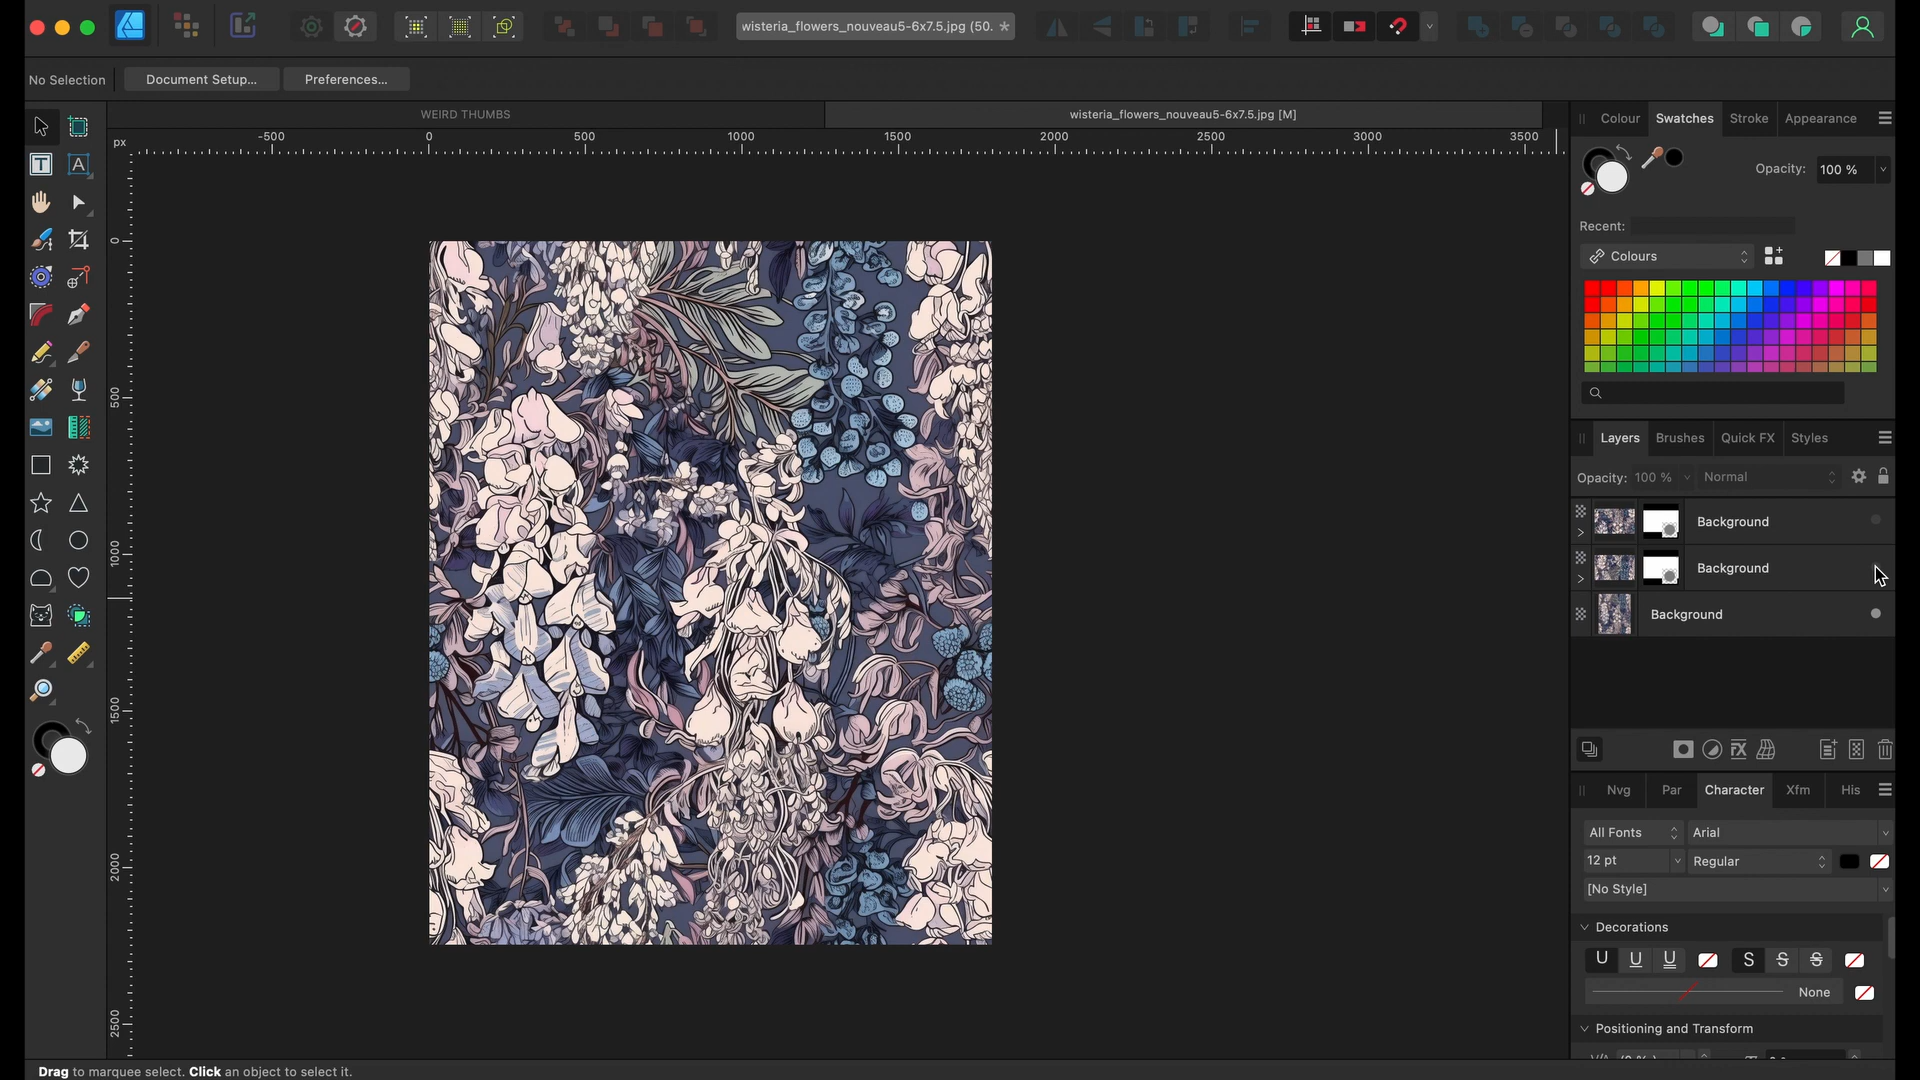 wisteria_flowers_nouveau5-6x7.5.jpg (50. *
No Selection
Document Setup...
Preferences...
WEIRD THUMBS
wisteria_flowers_nouveau5-6x7.5.jpg [M]
px
-500 0 500 1000 1500 2000 2500 3000 3500
0
500
1000
1500
2000
2500
Colour Swatches Stroke Appearance
Opacity: 100 %
Recent:
Colours
Layers Brushes Quick FX Styles
Opacity: 100 % Normal
Background
Background
Background
Nvg Par Character Xfm His
All Fonts Arial
12 pt Regular
[No Style]
Decorations
U U U S S S
None
Positioning and Transform
Drag to marquee select. Click an object to select it.